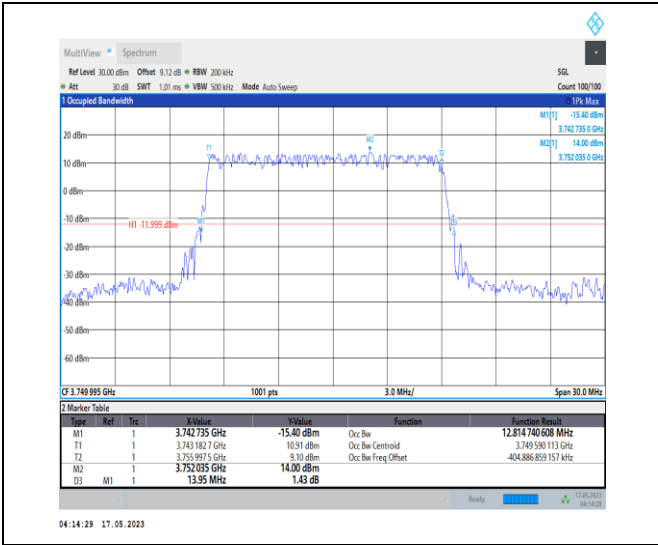 MultiView Spectrum
Ref Level 30.00 dBm Offset 9.12 dB RBW 200 kHz SGL
Att 30 dB SWT 1.01 ms VBW 500 kHz Mode Auto Sweep Count 100/100
1 Occupied Bandwidth 1Pk Max
M1[1] -15.40 dBm
3.742 735 0 GHz
M2[1] 14.00 dBm
3.752 035 0 GHz
20 dBm
M2
T1
T2
10 dBm
0 dBm
-10 dBm
M1
D3
H1 -11.999 dBm
-20 dBm
-30 dBm
-40 dBm
-50 dBm
-60 dBm
CF 3.749 995 GHz 1001 pts 3.0 MHz/ Span 30.0 MHz
2 Marker Table
Type Ref Trc X-Value Y-Value Function Function Result
M1 1 3.742 735 GHz -15.40 dBm Occ Bw 12.814 740 608 MHz
T1 1 3.743 182 7 GHz 10.91 dBm Occ Bw Centroid 3.749 590 113 GHz
T2 1 3.755 997 5 GHz 9.10 dBm Occ Bw Freq Offset -404.886 859 157 kHz
M2 1 3.752 035 GHz 14.00 dBm
D3 M1 1 13.95 MHz 1.43 dB
Ready 17.05.2023
04:14:28
04:14:29 17.05.2023